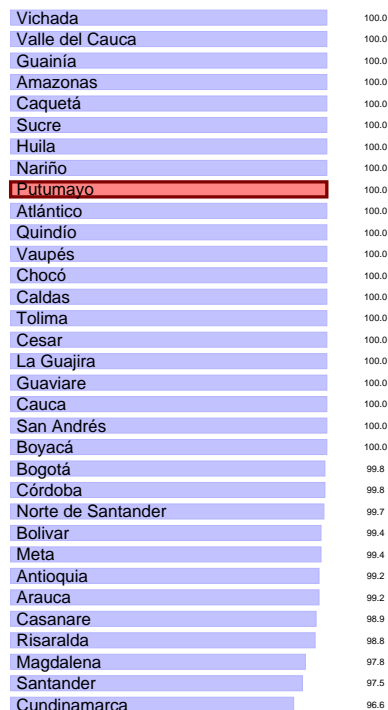 Vichada 100.0
Valle del Cauca 100.0
Guainía 100.0
Amazonas 100.0
Caquetá 100.0
Sucre 100.0
Huila 100.0
Nariño 100.0
Putumayo 100.0
Atlántico 100.0
Quindío 100.0
Vaupés 100.0
Chocó 100.0
Caldas 100.0
Tolima 100.0
Cesar 100.0
La Guajira 100.0
Guaviare 100.0
Cauca 100.0
San Andrés 100.0
Boyacá 100.0
Bogotá 99.8
Córdoba 99.8
Norte de Santander 99.7
Bolivar 99.4
Meta 99.4
Antioquia 99.2
Arauca 99.2
Casanare 98.9
Risaralda 98.8
Magdalena 97.8
Santander 97.5
Cundinamarca 96.6